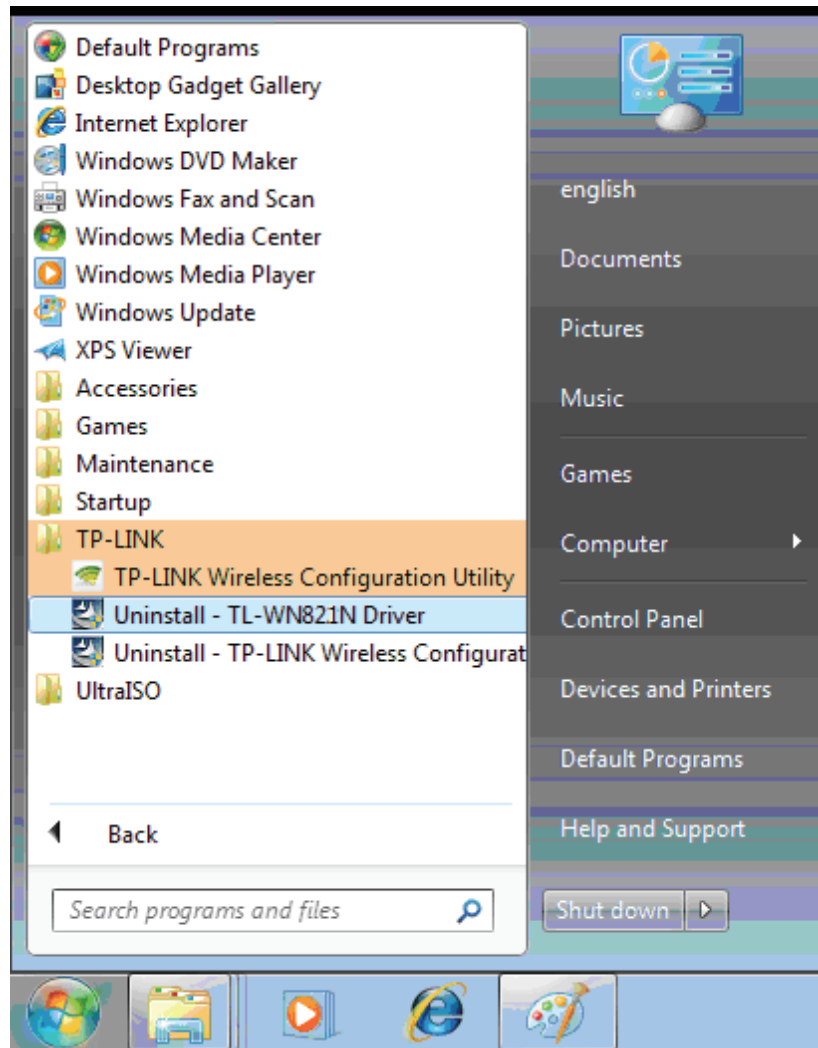 Default Programs
Desktop Gadget Gallery
Internet Explorer
Windows DVD Maker
Windows Fax and Scan
Windows Media Center
Windows Media Player
Windows Update
XPS Viewer
Accessories
Games
Maintenance
Startup
TP-LINK
TP-LINK Wireless Configuration Utility
Uninstall - TL-WN821N Driver
Uninstall - TP-LINK Wireless Configurat
UltraISO
Back
Search programs and files
english
Documents
Pictures
Music
Games
Computer
Control Panel
Devices and Printers
Default Programs
Help and Support
Shut down